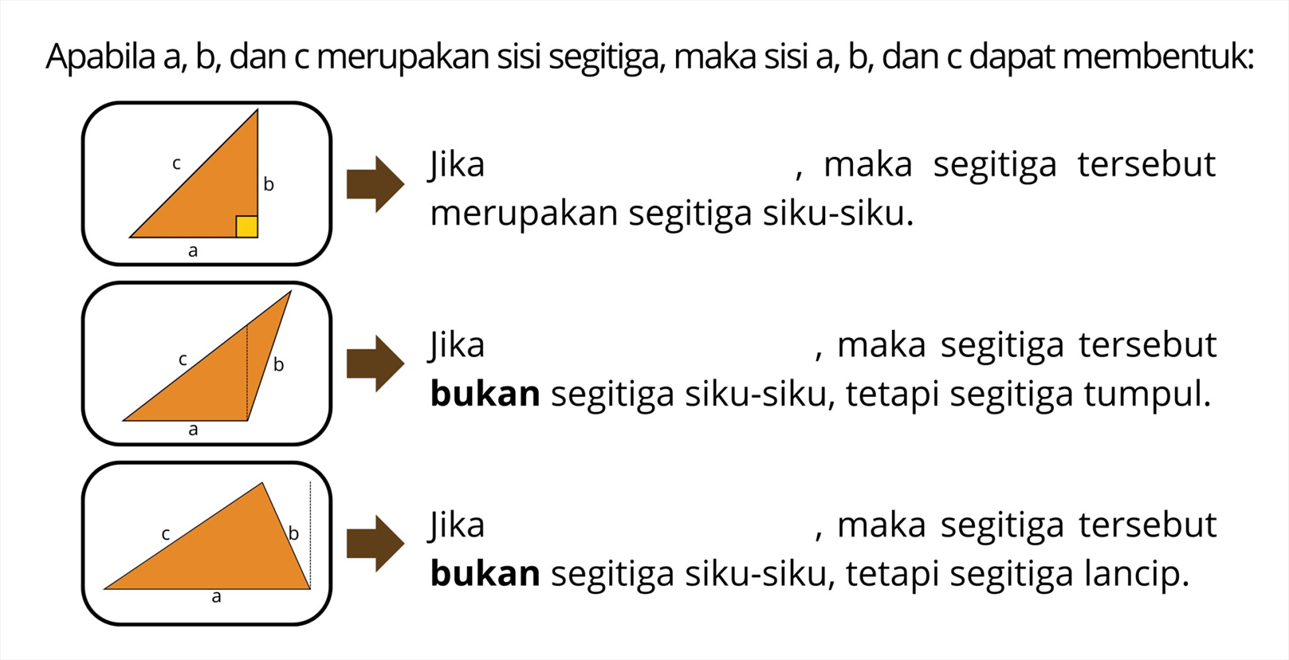 Apabila a, b, dan c merupakan sisi segitiga, maka sisi a, b, dan c dapat membentuk:
c
b
a
Jika , maka segitiga tersebut
merupakan segitiga siku-siku.
c
b
a
Jika , maka segitiga tersebut
bukan segitiga siku-siku, tetapi segitiga tumpul.
c
b
a
Jika , maka segitiga tersebut
bukan segitiga siku-siku, tetapi segitiga lancip.